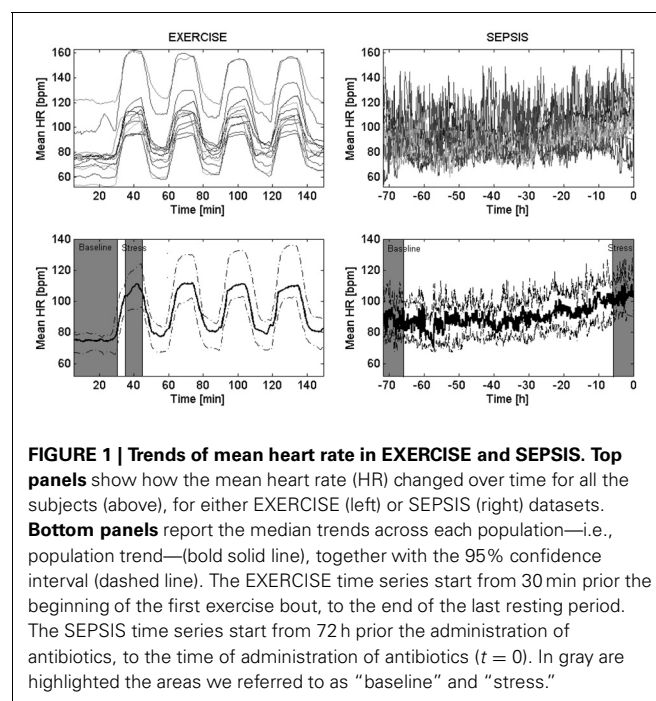 EXERCISE
SEPSIS
Mean HR [bpm]
160
140
120
100
80
60
20
40
60
80
100
120
140
Time [min]
Mean HR [bpm]
160
140
120
100
80
60
-70
-60
-50
-40
-30
-20
-10
0
Time [h]
Mean HR [bpm]
140
120
100
80
60
Baseline
Stress
20
40
60
80
100
120
140
Time [min]
Mean HR [bpm]
140
120
100
80
60
Baseline
Stress
-70
-60
-50
-40
-30
-20
-10
0
Time [h]
FIGURE 1 | Trends of mean heart rate in EXERCISE and SEPSIS. Top
panels show how the mean heart rate (HR) changed over time for all the
subjects (above), for either EXERCISE (left) or SEPSIS (right) datasets.
Bottom panels report the median trends across each population—i.e.,
population trend—(bold solid line), together with the 95% confidence
interval (dashed line). The EXERCISE time series start from 30 min prior the
beginning of the first exercise bout, to the end of the last resting period.
The SEPSIS time series start from 72 h prior the administration of
antibiotics, to the time of administration of antibiotics (t = 0). In gray are
highlighted the areas we referred to as “baseline” and “stress.”